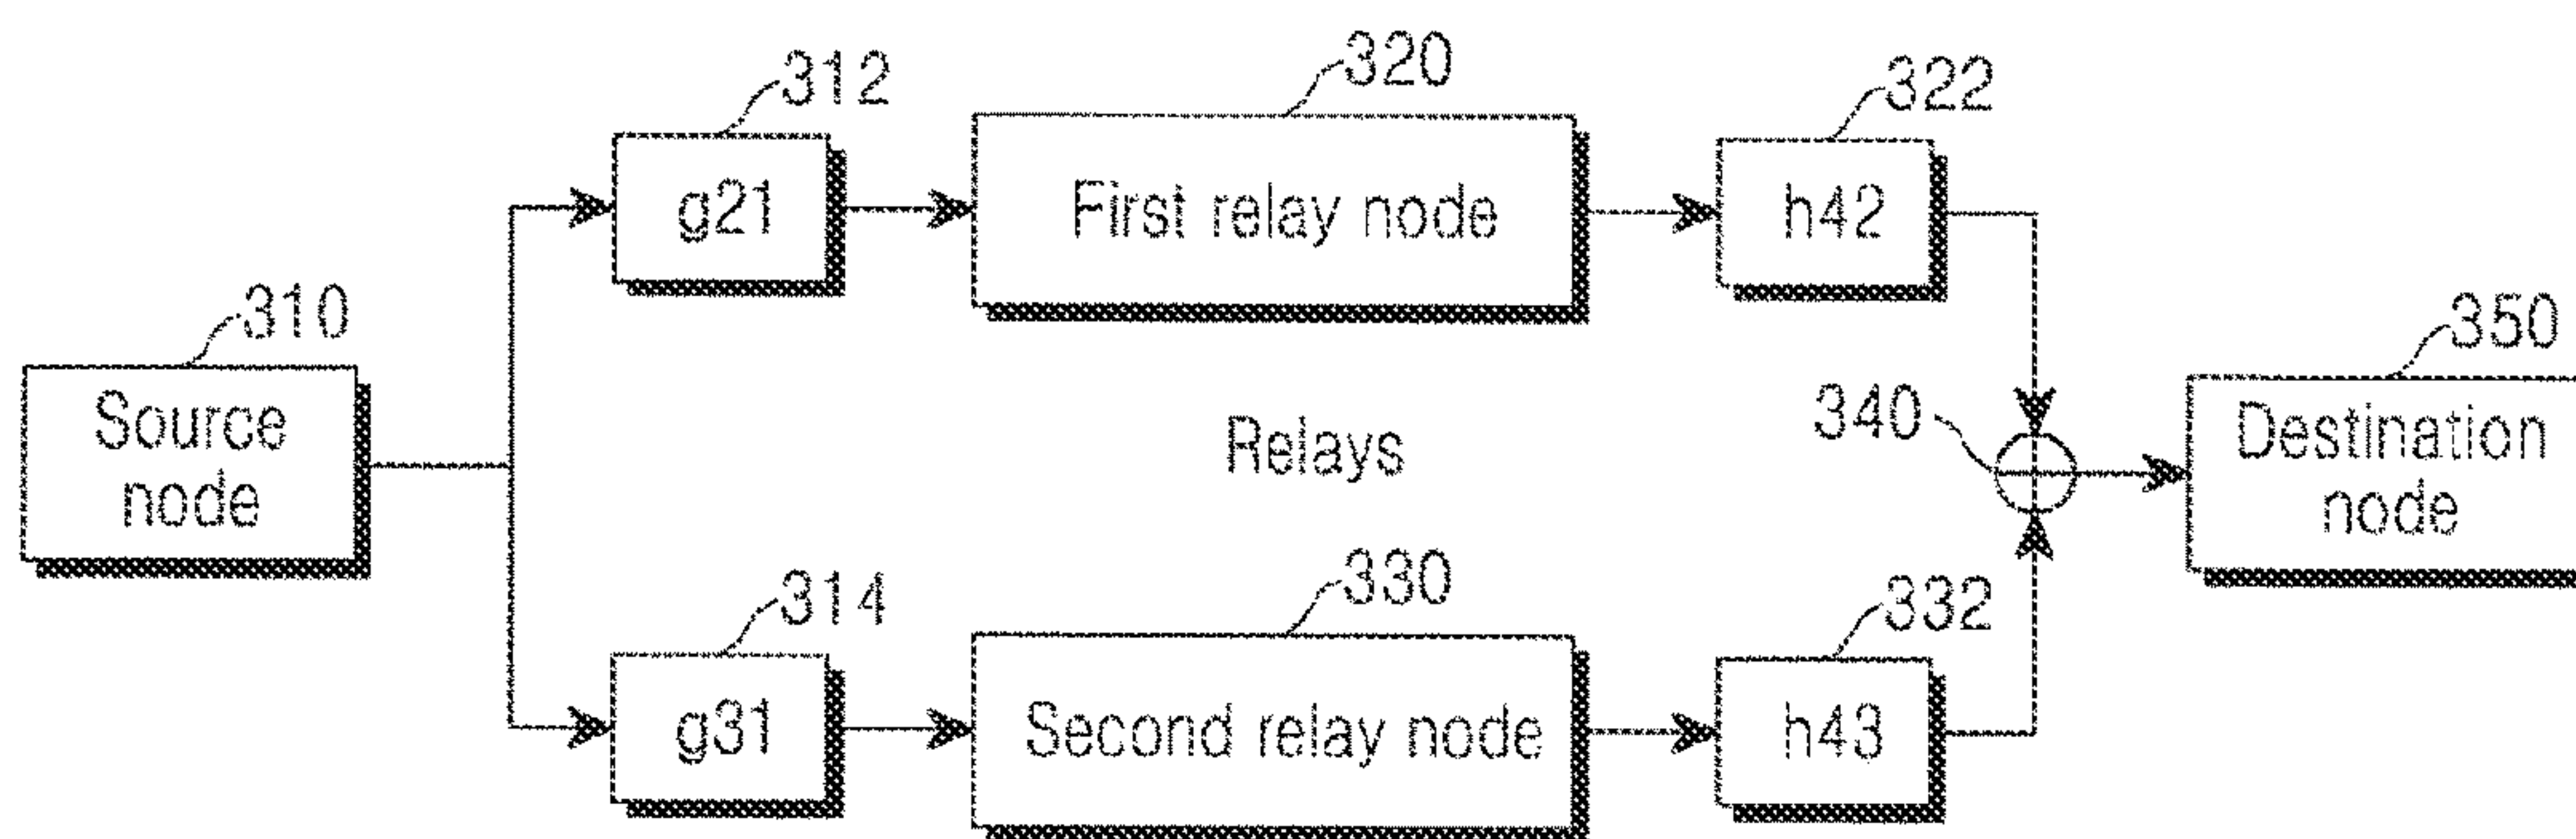 312
320
322
g21
First relay node
h42
310
350
Source
node
Relays
340
Destination
node
314
330
332
g31
Second relay node
h43